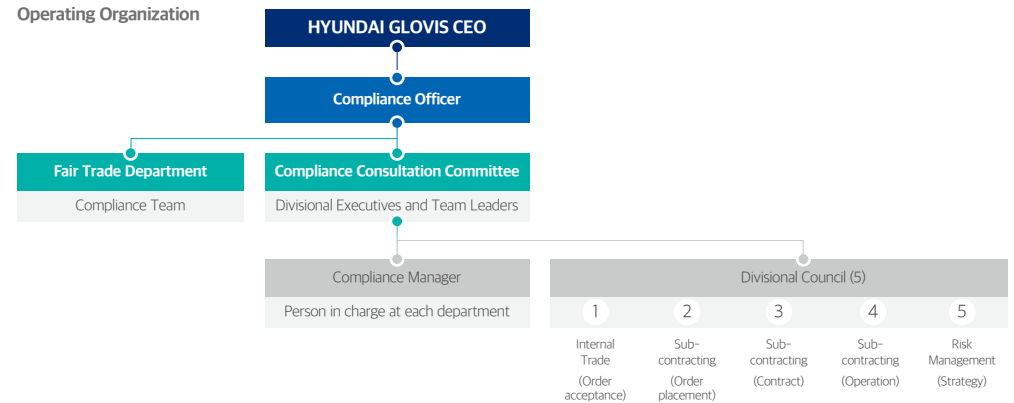 Operating Organization
HYUNDAI GLOVIS CEO
Compliance Officer
Fair Trade Department
Compliance Team
Compliance Consultation Committee
Divisional Executives and Team Leaders
Compliance Manager
Person in charge at each department
Divisional Council (5)
1
Internal
Trade
(Order
acceptance)
2
Sub-
contracting
(Order
placement)
3
Sub-
contracting
(Contract)
4
Sub-
contracting
(Operation)
5
Risk
Management
(Strategy)